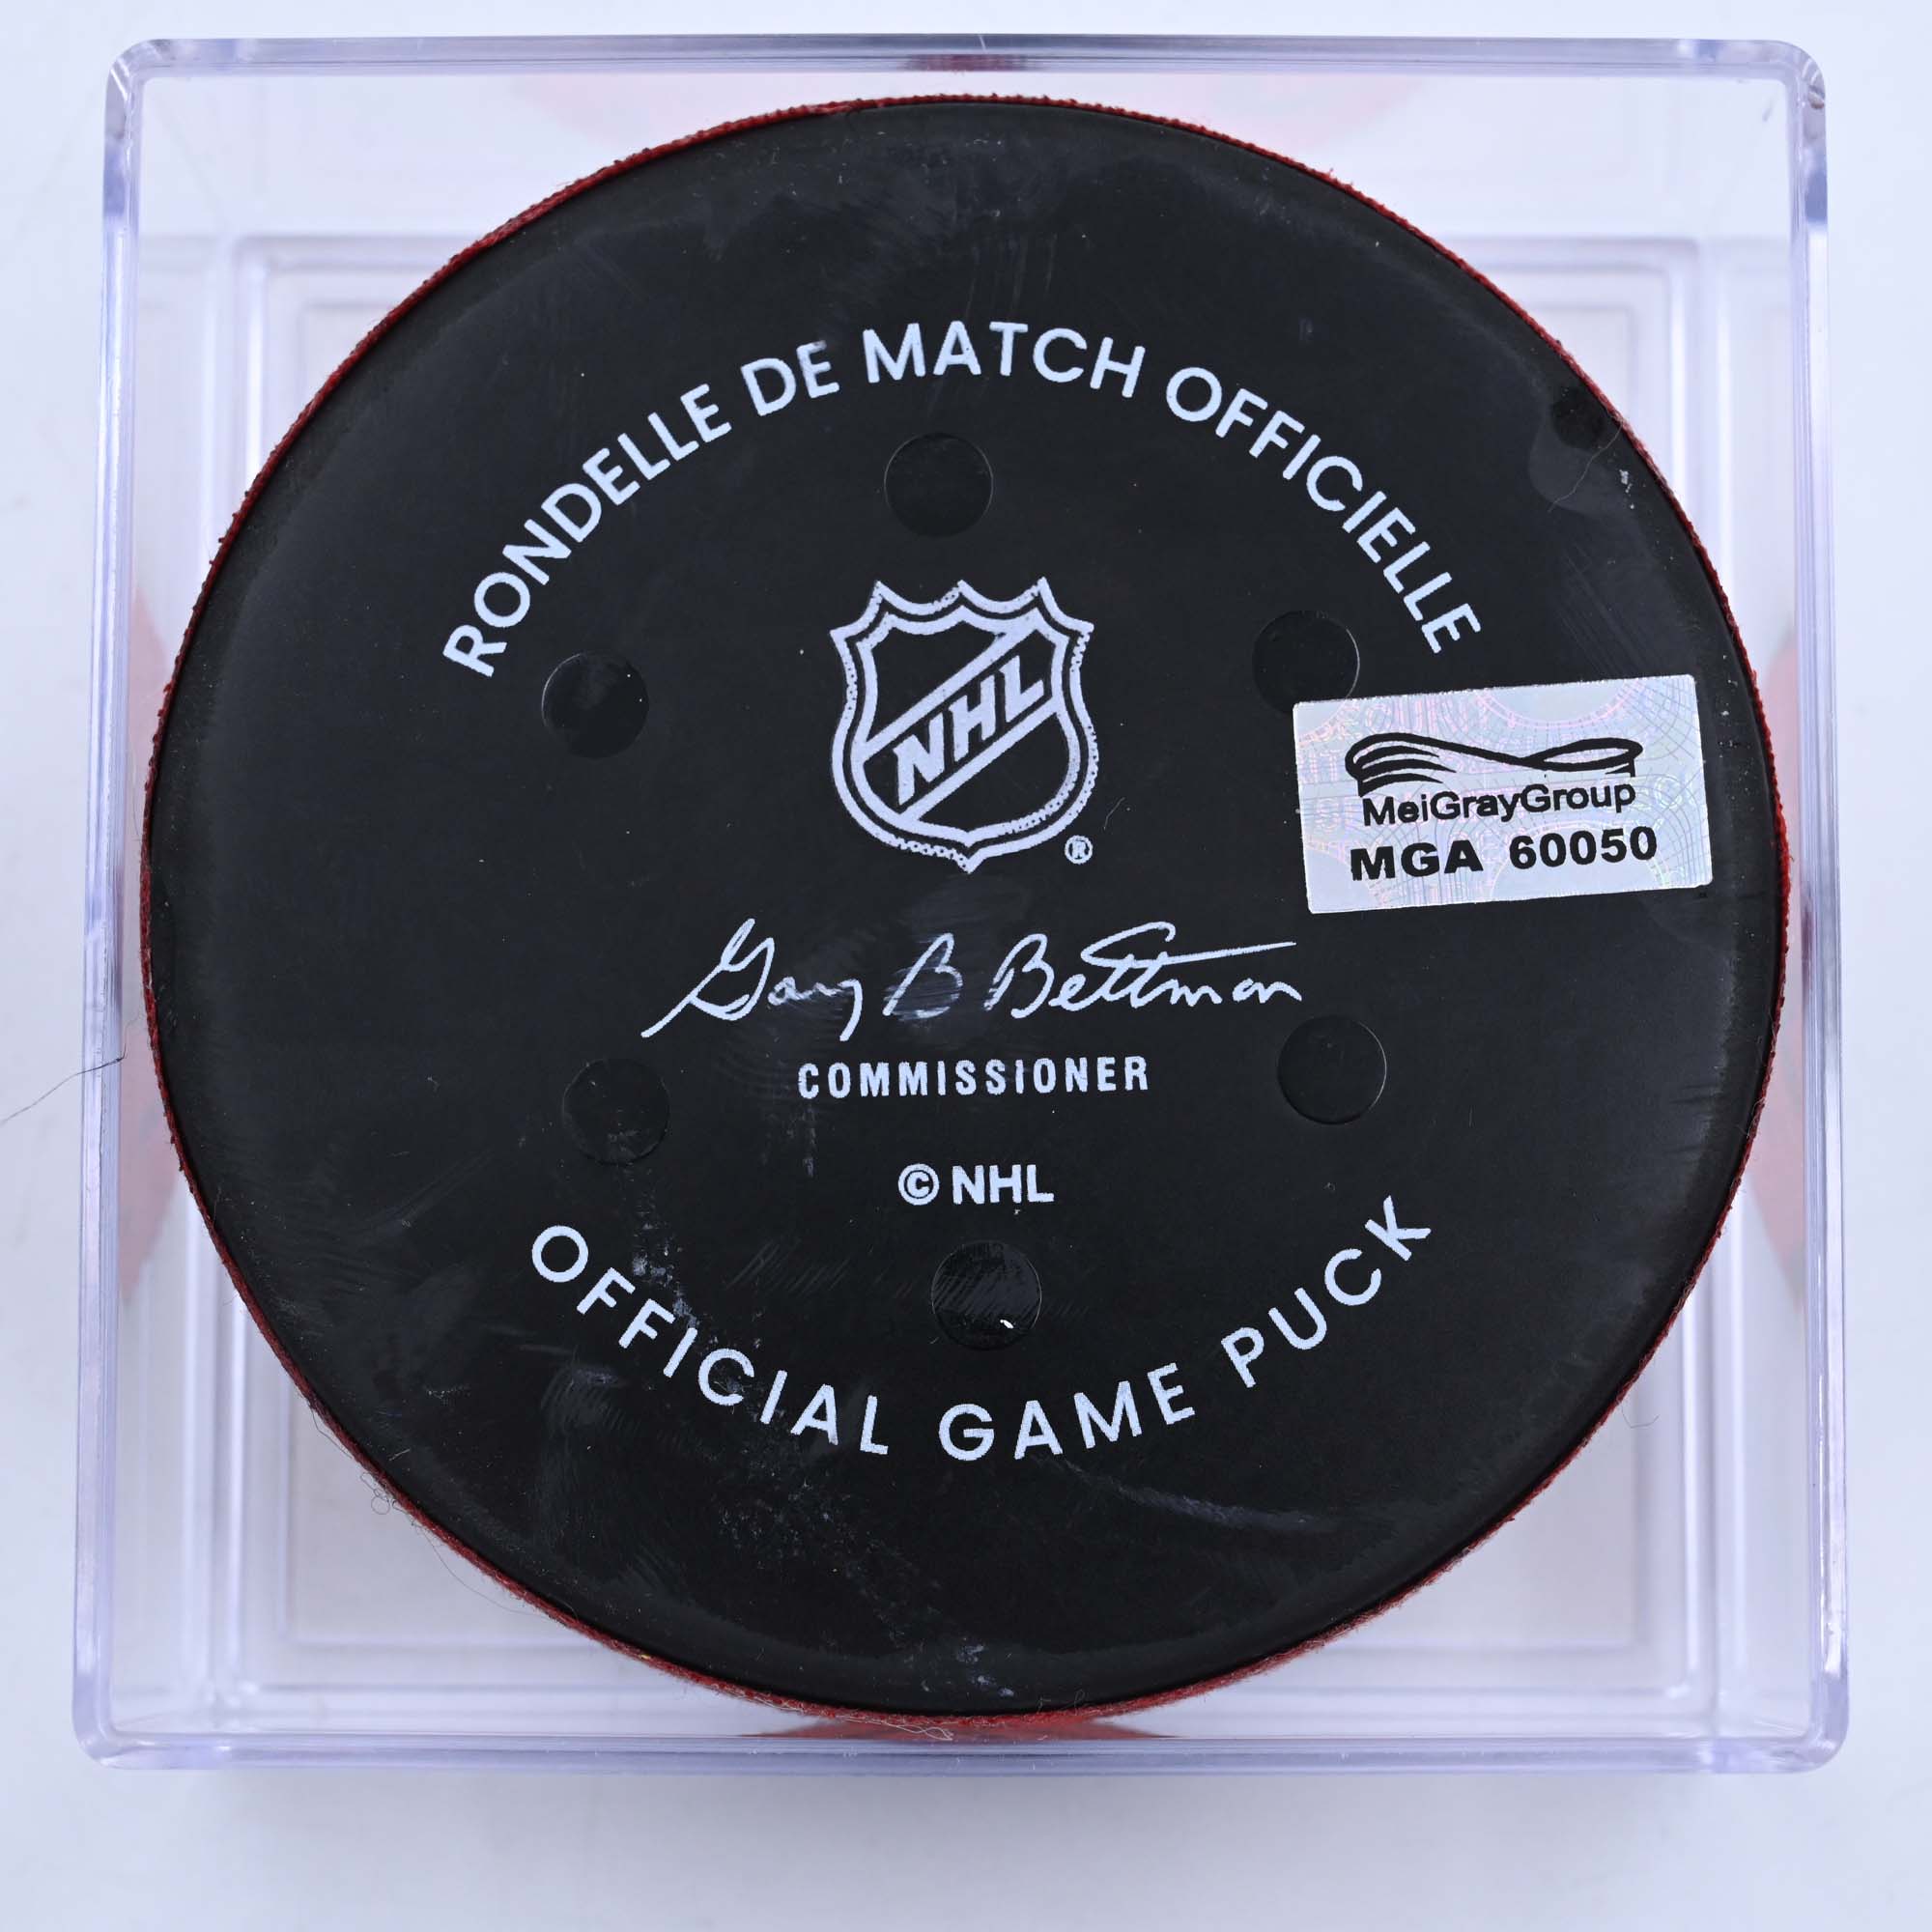 RONDELLE DE MATCH OFFICIELLE
NHL
®
MeiGrayGroup
MGA 60050
Gary B Bettman
COMMISSIONER
© NHL
OFFICIAL GAME PUCK